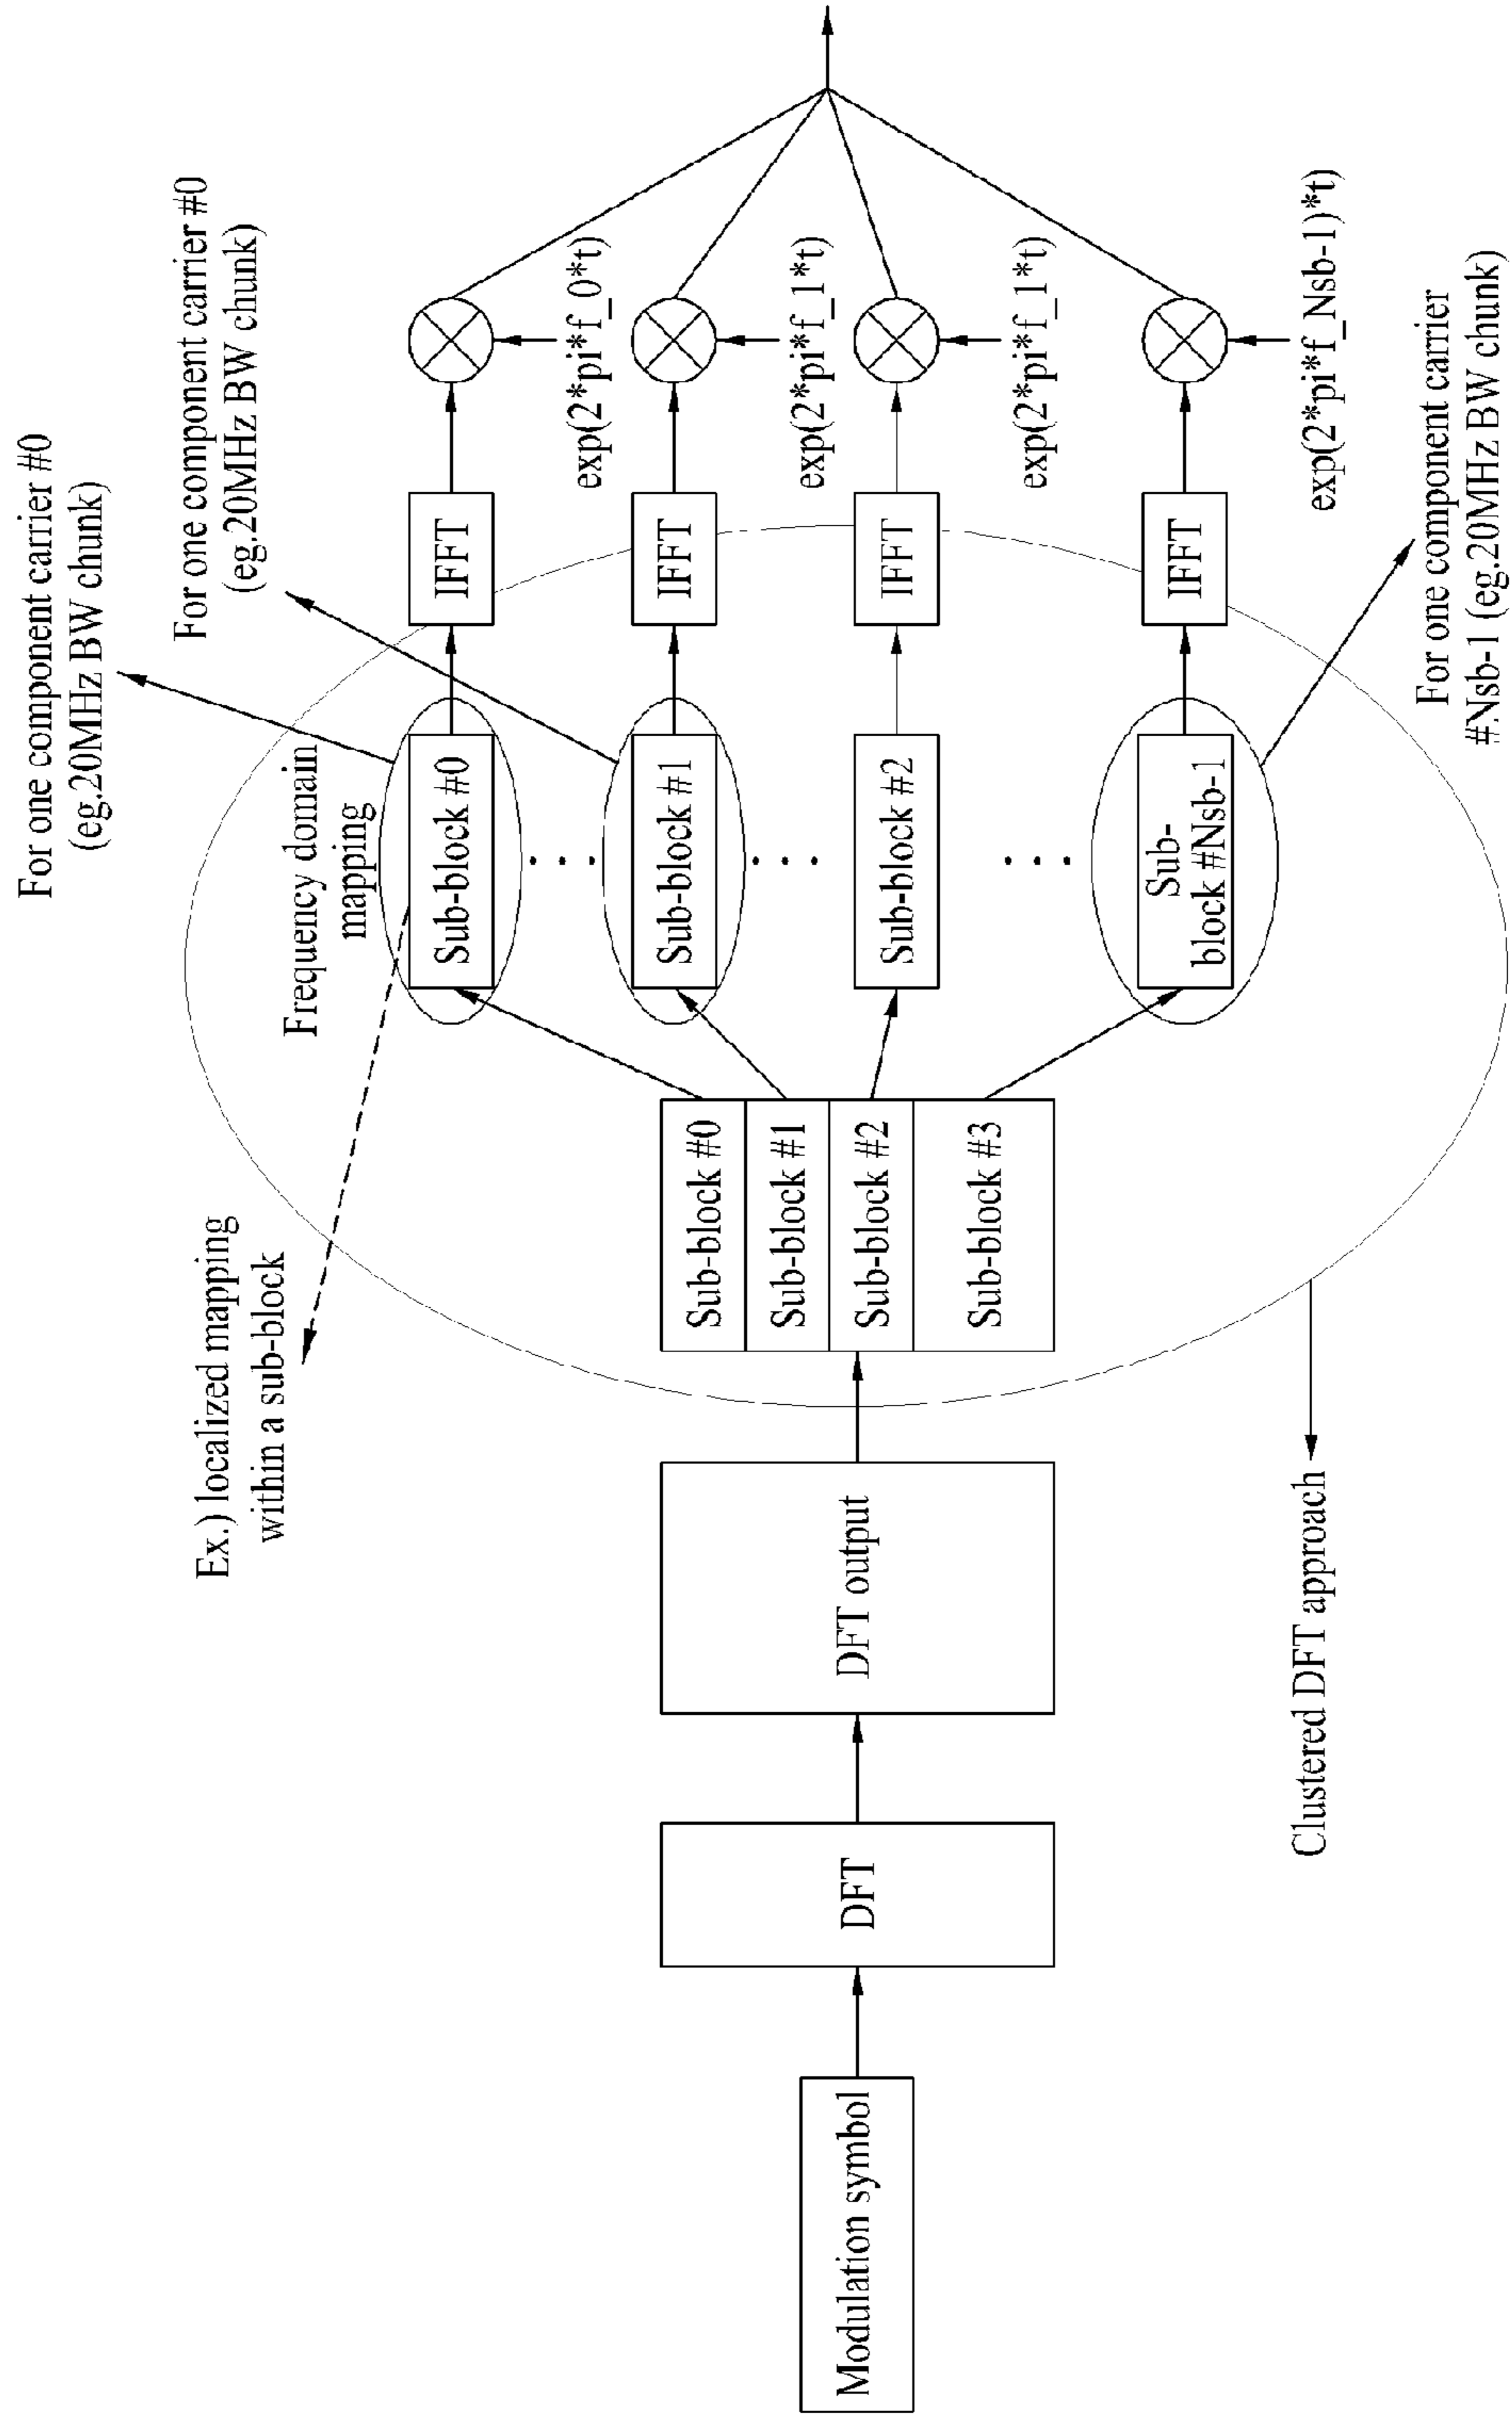 For one component carrier #0
(eg.20MHz BW chunk)
For one component carrier #0
(eg.20MHz BW chunk)
Ex.) localized mapping
within a sub-block
Frequency domain
mapping
Modulation symbol
DFT
DFT output
Sub-block #0
Sub-block #1
Sub-block #2
Sub-block #3
Sub-block #0
IFFT
exp(2*pi*f_0*t)
Sub-block #1
IFFT
exp(2*pi*f_1*t)
Sub-block #2
IFFT
exp(2*pi*f_1*t)
Sub-
block #Nsb-1
IFFT
exp(2*pi*f_Nsb-1)*t)
Clustered DFT approach
For one component carrier
#Nsb-1 (eg.20MHz BW chunk)